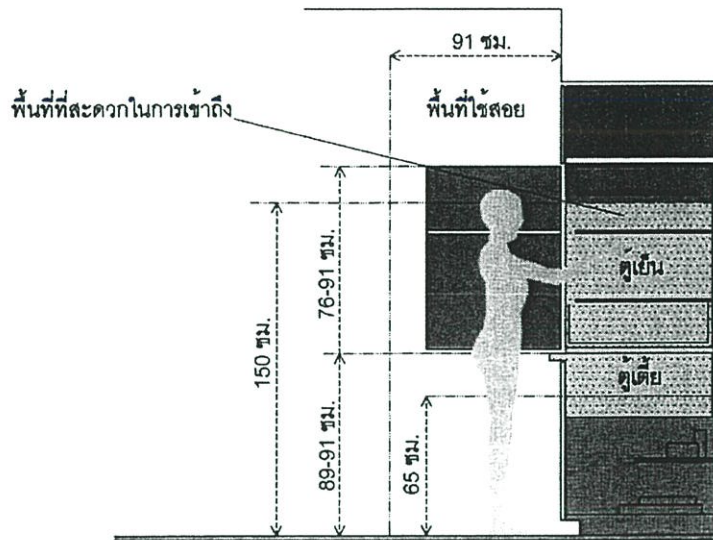 91 ซม.
พื้นที่ที่สะดวกในการเข้าถึง
พื้นที่ใช้สอย
76-91 ซม.
ตู้เย็น
150 ซม.
ตู้เตี้ย
89-91 ซม.
65 ซม.